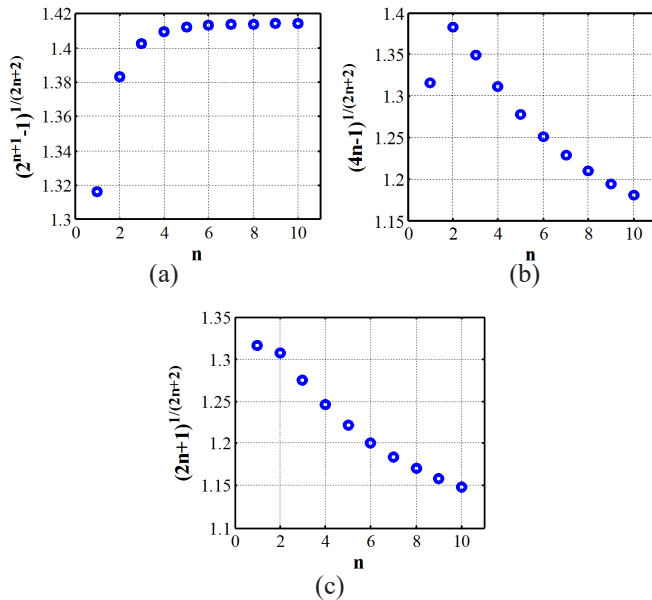 1.42
1.4
1.38
1.36
1.34
1.32
1.3
0 2 4 6 8 10
n
(2^{n+1}-1)^{1/(2n+2)}
(a)
1.4
1.35
1.3
1.25
1.2
1.15
0 2 4 6 8 10
n
(4n-1)^{1/(2n+2)}
(b)
1.35
1.3
1.25
1.2
1.15
1.1
0 2 4 6 8 10
n
(2n+1)^{1/(2n+2)}
(c)